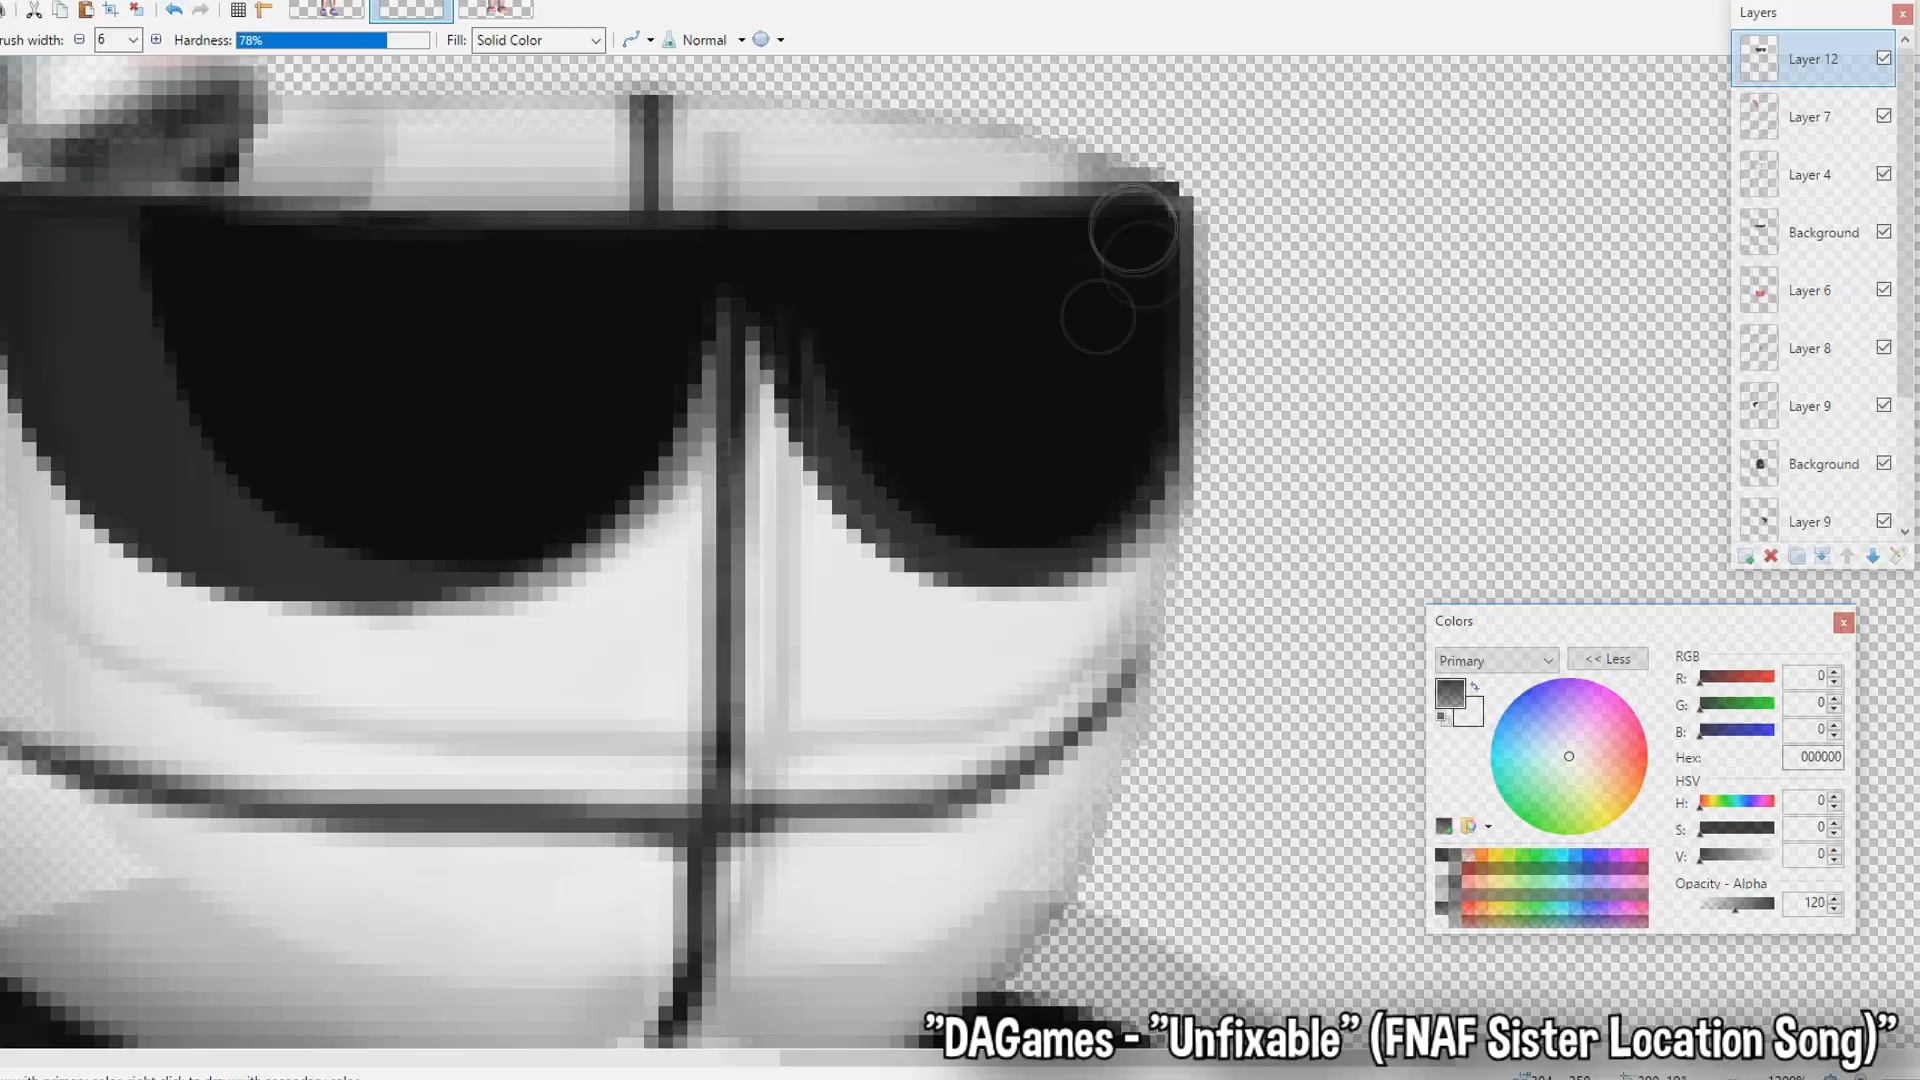 Layers
rush width: 6 Hardness: 78% Fill: Solid Color Normal
Layer 12
Layer 7
Layer 4
Background
Layer 6
Layer 8
Layer 9
Background
Layer 9
Colors
Primary
<< Less
RGB
R: 0
G: 0
B: 0
Hex: 000000
HSV
H: 0
S: 0
V: 0
Opacity - Alpha
120
"DAGames - "Unfixable" (FNAF Sister Location Song)"